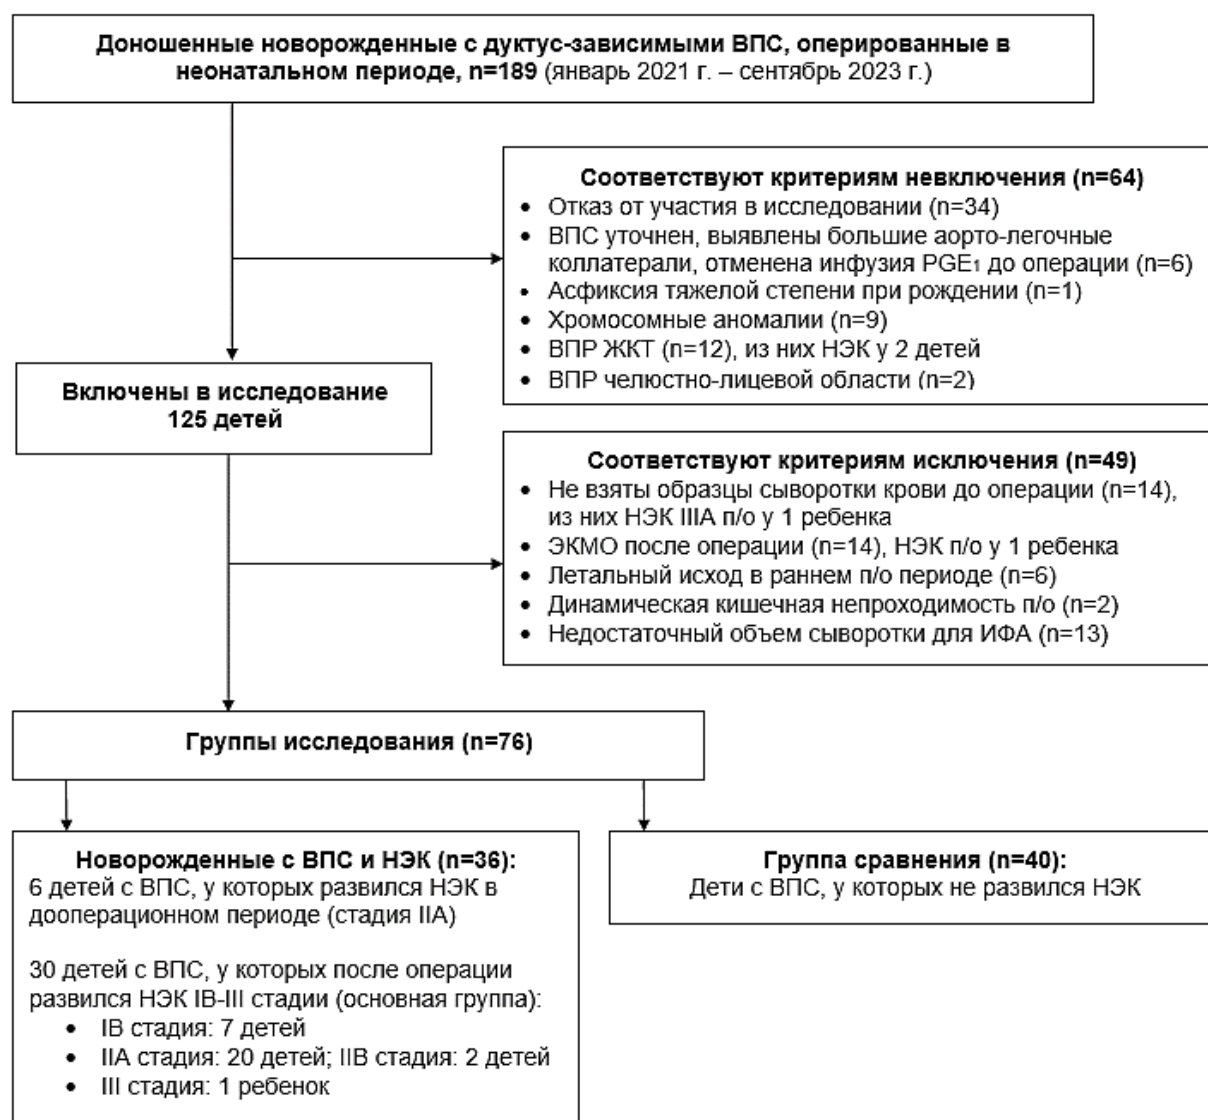 Доношенные новорожденные с дуктус-зависимыми ВПС, оперированные в
неонатальном периоде, n=189 (январь 2021 г. – сентябрь 2023 г.)
Соответствуют критериям невключения (n=64)
• Отказ от участия в исследовании (n=34)
• ВПС уточнен, выявлены большие аорто-легочные
коллатерали, отменена инфузия PGE₁ до операции (n=6)
• Асфиксия тяжелой степени при рождении (n=1)
• Хромосомные аномалии (n=9)
• ВПР ЖКТ (n=12), из них НЭК у 2 детей
• ВПР челюстно-лицевой области (n=2)
Включены в исследование
125 детей
Соответствуют критериям исключения (n=49)
• Не взяты образцы сыворотки крови до операции (n=14),
из них НЭК IIIA п/о у 1 ребенка
• ЭКМО после операции (n=14), НЭК п/о у 1 ребенка
• Летальный исход в раннем п/о периоде (n=6)
• Динамическая кишечная непроходимость п/о (n=2)
• Недостаточный объем сыворотки для ИФА (n=13)
Группы исследования (n=76)
Новорожденные с ВПС и НЭК (n=36):
6 детей с ВПС, у которых развился НЭК в
дооперационном периоде (стадия IIA)
30 детей с ВПС, у которых после операции
развился НЭК IB-III стадии (основная группа):
• IB стадия: 7 детей
• IIA стадия: 20 детей; IIB стадия: 2 детей
• III стадия: 1 ребенок
Группа сравнения (n=40):
Дети с ВПС, у которых не развился НЭК